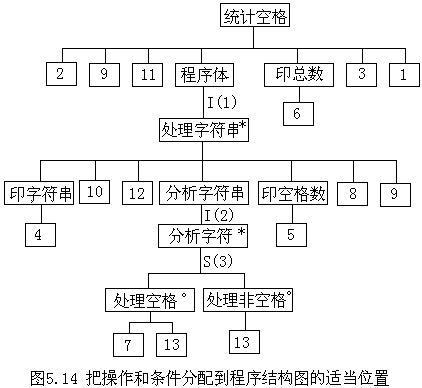 统计空格
2 9 11 程序体 印总数 3 1
I(1) 6
处理字符串*
印字符串 10 12 分析字符串 印空格数 8 9
4 I(2) 5
分析字符*
S(3)
处理空格° 处理非空格°
7 13 13
图5.14 把操作和条件分配到程序结构图的适当位置